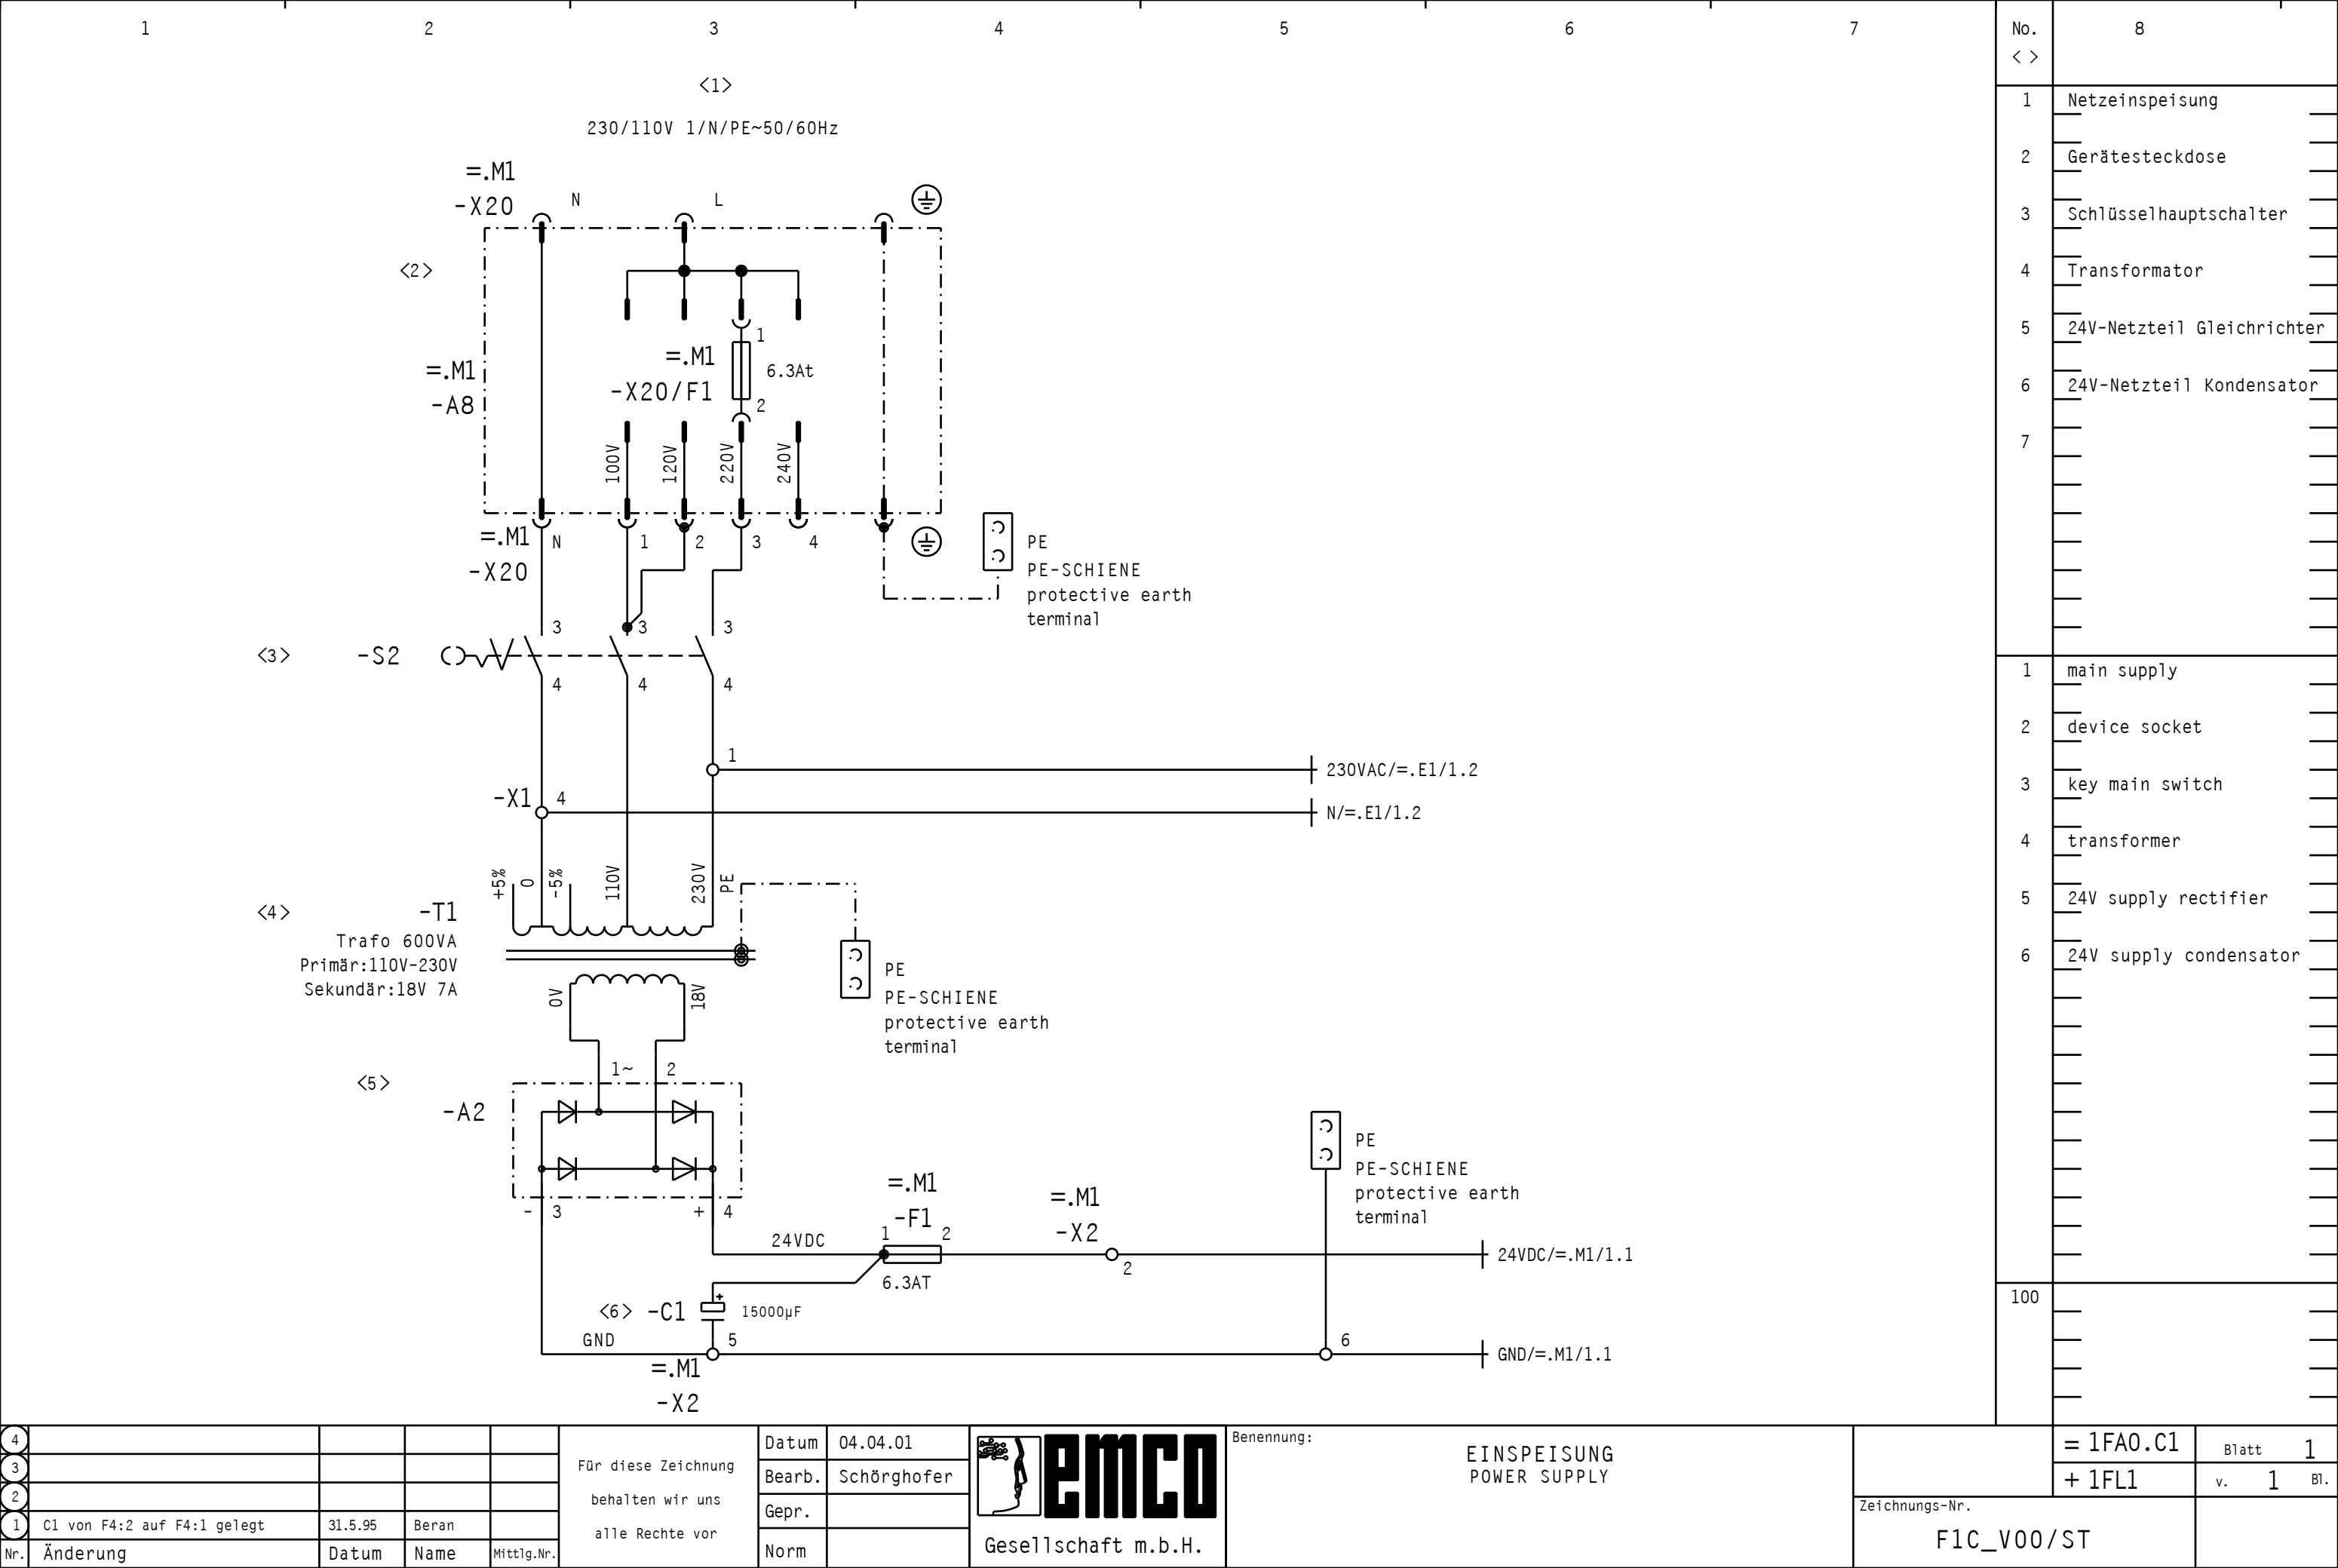 1 2 3 4 5 6 7 No. 8
< >
<1>
230/110V 1/N/PE~50/60Hz
=.M1
-X20
N L
<2>
1
=.M1
-X20/F1
6.3At
2
=.M1
-A8
100V 120V 220V 240V
=.M1
-X20
N 1 2 3 4
PE
PE-SCHIENE
protective earth
terminal
3 3 3
<3> -S2
4 4 4
1
230VAC/=.E1/1.2
-X1 4
N/=.E1/1.2
+5% 0 -5% 110V 230V PE
<4> -T1
Trafo 600VA
Primär:110V-230V
Sekundär:18V 7A
0V 18V
PE
PE-SCHIENE
protective earth
terminal
1~ 2
<5>
-A2
- 3 + 4
PE
PE-SCHIENE
protective earth
terminal
=.M1
-F1
1 2
6.3AT
=.M1
-X2
2
24VDC
24VDC/=.M1/1.1
<6> -C1 + 15000µF
GND 5 6
GND/=.M1/1.1
=.M1
-X2
1 Netzeinspeisung
2 Gerätesteckdose
3 Schlüsselhauptschalter
4 Transformator
5 24V-Netzteil Gleichrichter
6 24V-Netzteil Kondensator
7
1 main supply
2 device socket
3 key main switch
4 transformer
5 24V supply rectifier
6 24V supply condensator
100
4
3
2
1 C1 von F4:2 auf F4:1 gelegt 31.5.95 Beran
Nr. Änderung Datum Name Mittlg.Nr.
Für diese Zeichnung
behalten wir uns
alle Rechte vor
Datum 04.04.01
Bearb. Schörghofer
Gepr.
Norm
emco
Gesellschaft m.b.H.
Benennung:
EINSPEISUNG
POWER SUPPLY
= 1FA0.C1
+ 1FL1
Blatt 1
v. 1 Bl.
Zeichnungs-Nr.
F1C_V00/ST